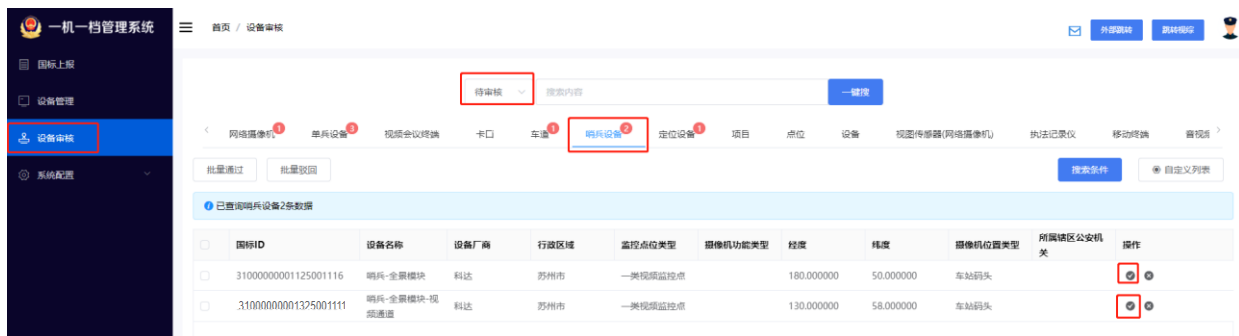 一机一档管理系统
首页 / 设备审核
外部跳转
跳转视综
国标上报
设备管理
设备审核
系统配置
待审核
搜索内容
一键搜
网络摄像机 1
单兵设备 3
视频会议终端
卡口
车道 1
哨兵设备 2
定位设备 1
项目
点位
设备
视图传感器(网络摄像机)
执法记录仪
移动终端
音视频
批量通过
批量驳回
搜索条件
自定义列表
已查询哨兵设备2条数据
国标ID 设备名称 设备厂商 行政区域 监控点位类型 摄像机功能类型 经度 纬度 摄像机位置类型 所属辖区公安机关 操作
31000000001125001116 哨兵-全景模块 科达 苏州市 一类视频监控点 180.000000 50.000000 车站码头
31000000001325001111 哨兵-全景模块-视频通道 科达 苏州市 一类视频监控点 130.000000 58.000000 车站码头